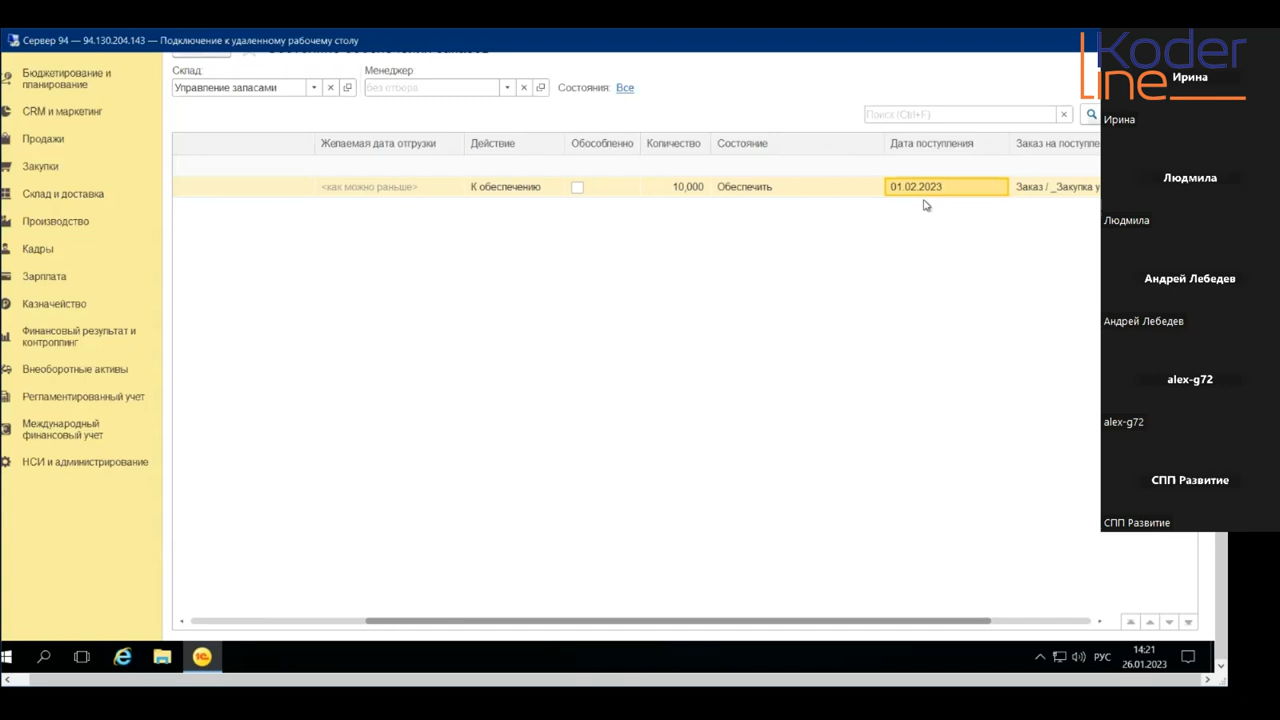 Сервер 94 — 94.130.204.143 — Подключение к удаленному рабочему столу
Koder
line
Ирина
Ирина
Людмила
Людмила
Андрей Лебедев
Андрей Лебедев
alex-g72
alex-g72
СПП Развитие
СПП Развитие
Бюджетирование и
планирование
CRM и маркетинг
Продажи
Закупки
Склад и доставка
Производство
Кадры
Зарплата
Казначейство
Финансовый результат и
контроллинг
Внеоборотные активы
Регламентированный учет
Международный
финансовый учет
НСИ и администрирование
Склад:
Менеджер
Управление запасами
без отбора
Состояния: Все
Поиск (Ctrl+F)
Желаемая дата отгрузки Действие Обособленно Количество Состояние Дата поступления Заказ на поступле
<как можно раньше> К обеспечению 10,000 Обеспечить 01.02.2023 Заказ / _Закупка у
РУС
14:21
26.01.2023